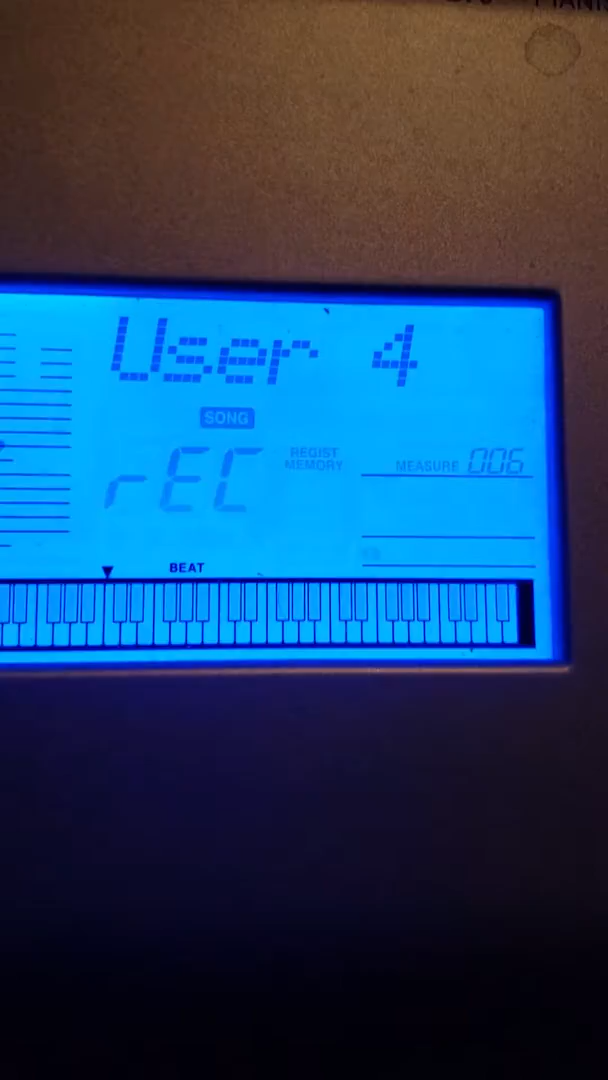 User 4
SONG
rEC
REGIST
MEMORY
MEASURE 006
BEAT